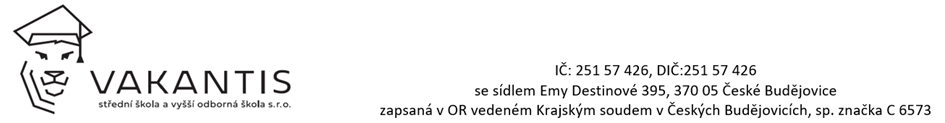 VAKANTIS
střední škola a vyšší odborná škola s.r.o.
IČ: 251 57 426, DIČ:251 57 426
se sídlem Emy Destinové 395, 370 05 České Budějovice
zapsaná v OR vedeném Krajským soudem v Českých Budějovicích, sp. značka C 6573